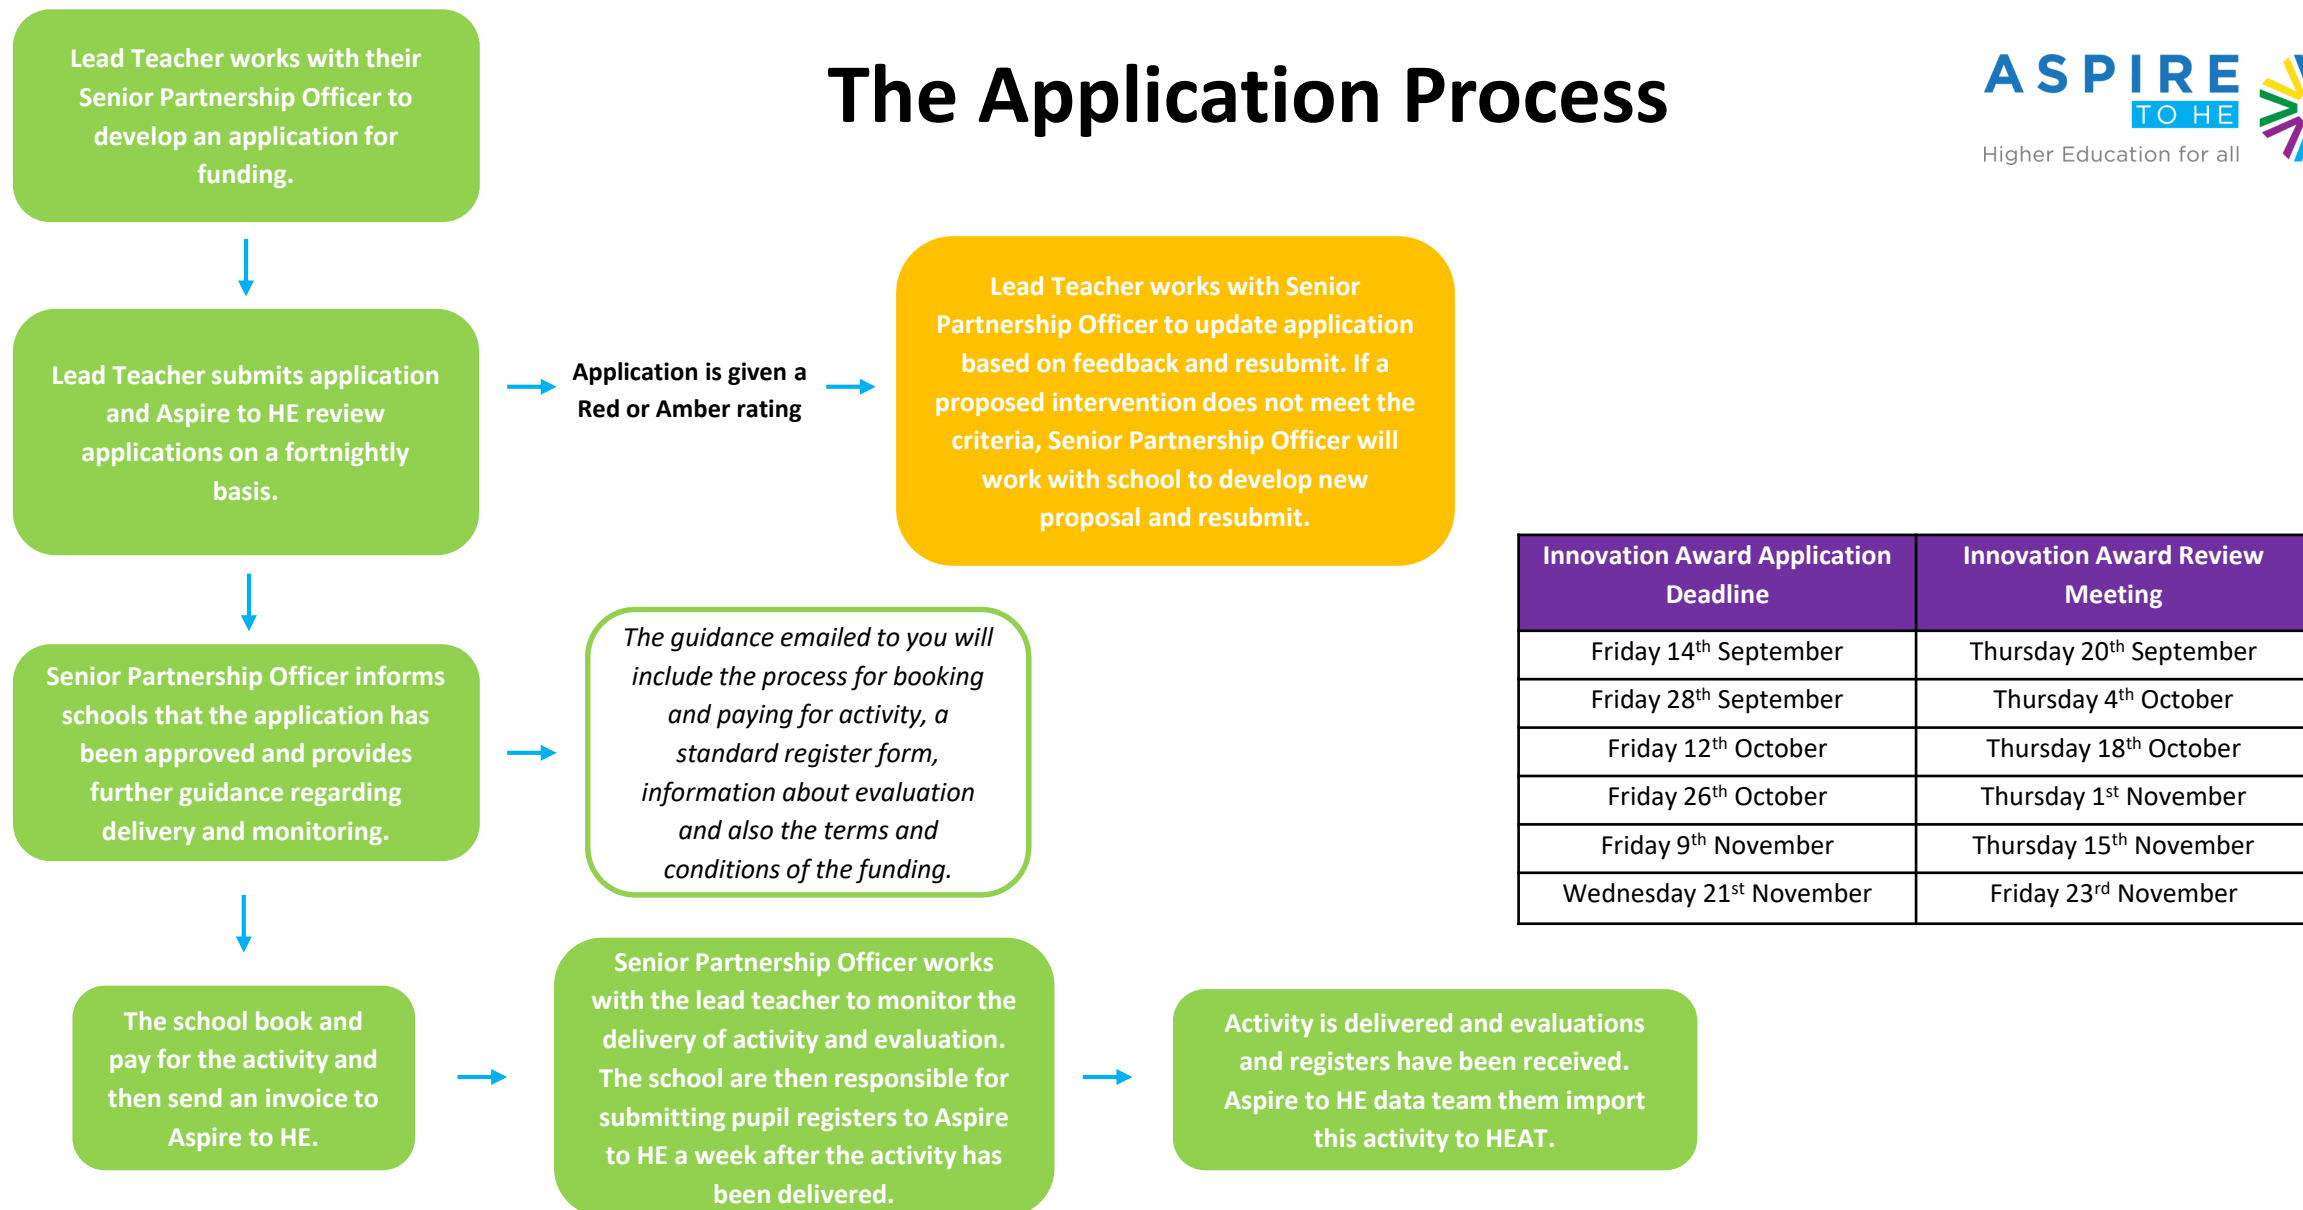 The Application Process
ASPIRE
TO HE
Higher Education for all
Lead Teacher works with their
Senior Partnership Officer to
develop an application for
funding.
Lead Teacher submits application
and Aspire to HE review
applications on a fortnightly
basis.
Application is given a
Red or Amber rating
Lead Teacher works with Senior
Partnership Officer to update application
based on feedback and resubmit. If a
proposed intervention does not meet the
criteria, Senior Partnership Officer will
work with school to develop new
proposal and resubmit.
Senior Partnership Officer informs
schools that the application has
been approved and provides
further guidance regarding
delivery and monitoring.
The guidance emailed to you will
include the process for booking
and paying for activity, a
standard register form,
information about evaluation
and also the terms and
conditions of the funding.
Innovation Award Application
Deadline
Innovation Award Review
Meeting
Friday 14th September
Thursday 20th September
Friday 28th September
Thursday 4th October
Friday 12th October
Thursday 18th October
Friday 26th October
Thursday 1st November
Friday 9th November
Thursday 15th November
Wednesday 21st November
Friday 23rd November
The school book and
pay for the activity and
then send an invoice to
Aspire to HE.
Senior Partnership Officer works
with the lead teacher to monitor the
delivery of activity and evaluation.
The school are then responsible for
submitting pupil registers to Aspire
to HE a week after the activity has
been delivered.
Activity is delivered and evaluations
and registers have been received.
Aspire to HE data team them import
this activity to HEAT.